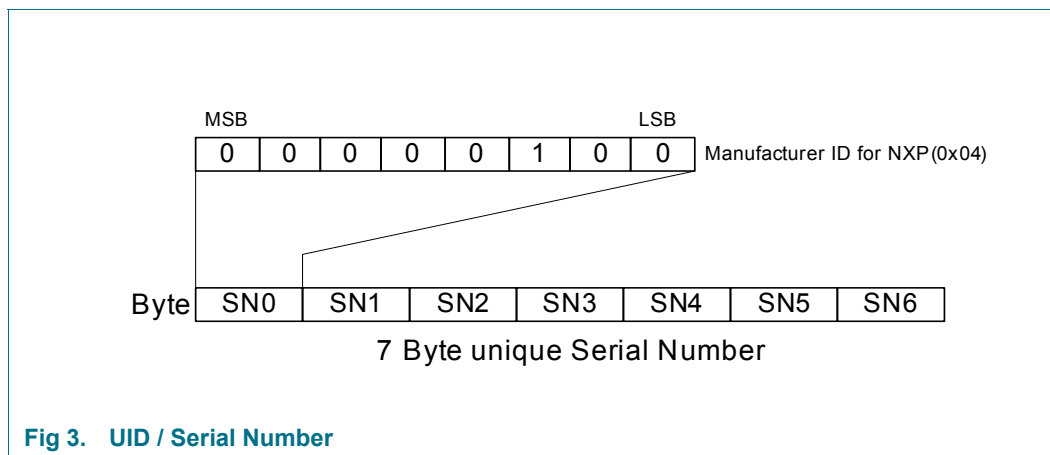 MSB LSB
0 0 0 0 0 1 0 0 Manufacturer ID for NXP(0x04)
Byte SN0 SN1 SN2 SN3 SN4 SN5 SN6
7 Byte unique Serial Number
Fig 3. UID / Serial Number